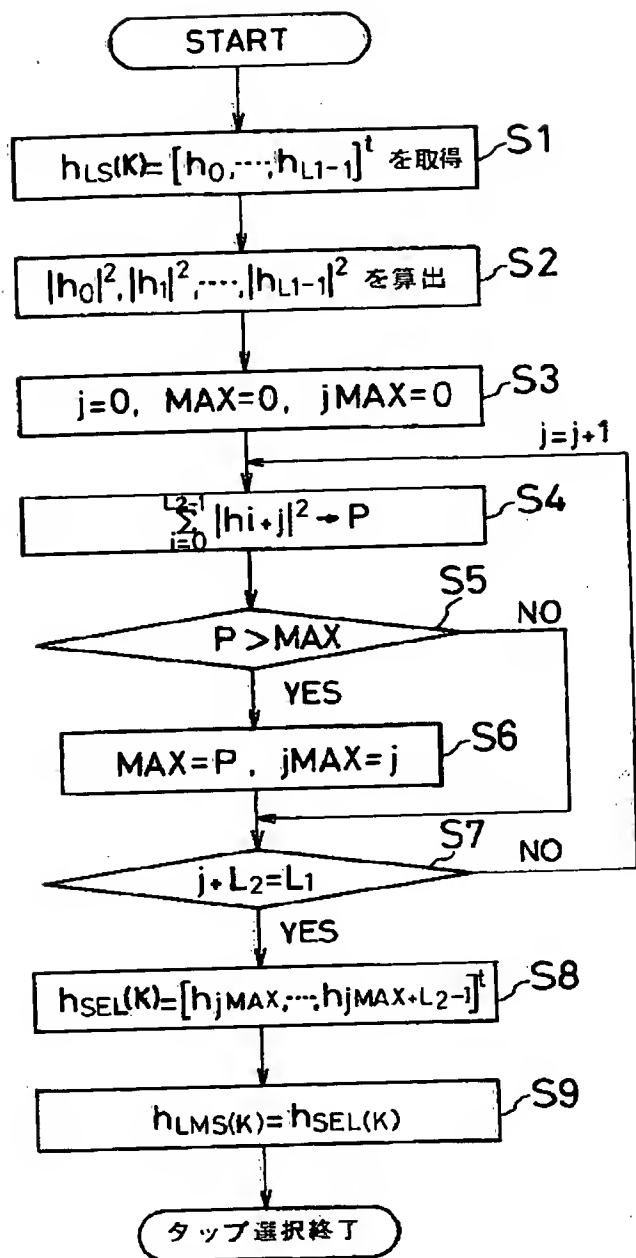 START
S1
h_LS(K)=[h_0,‥‥,h_L1-1]^t を取得
S2
|h_0|^2,|h_1|^2,‥‥,|h_L1-1|^2 を算出
S3
j=0, MAX=0, jMAX=0
j=j+1
S4
L2-1
Σ |hi+j|^2→P
i=0
S5
P>MAX
NO
YES
S6
MAX=P, jMAX=j
S7
j+L_2=L_1
NO
YES
S8
h_SEL(K)=[h_jMAX,‥‥,h_jMAX+L2-1]^t
S9
h_LMS(K)=h_SEL(K)
タップ選択終了